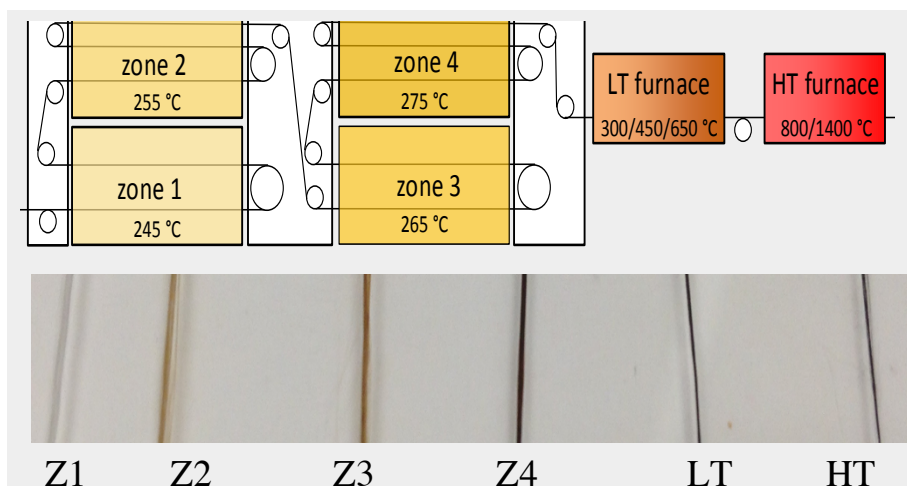 zone 2
255 °C
zone 4
275 °C
LT furnace
300/450/650 °C
HT furnace
800/1400 °C
zone 1
245 °C
zone 3
265 °C
Z1 Z2 Z3 Z4 LT HT